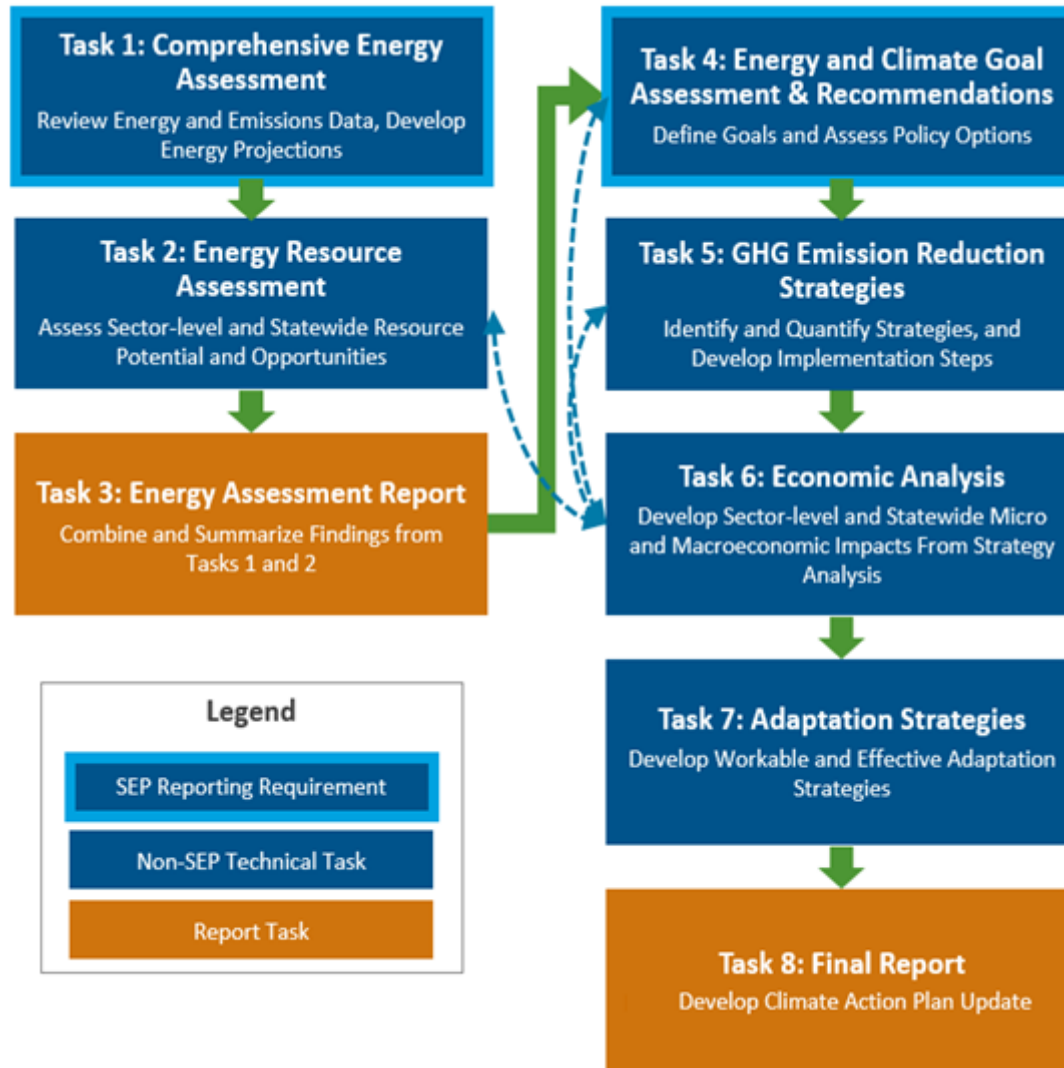 Task 1: Comprehensive Energy
Assessment
Review Energy and Emissions Data, Develop
Energy Projections
Task 2: Energy Resource
Assessment
Assess Sector-level and Statewide Resource
Potential and Opportunities
Task 3: Energy Assessment Report
Combine and Summarize Findings from
Tasks 1 and 2
Legend
SEP Reporting Requirement
Non-SEP Technical Task
Report Task
Task 4: Energy and Climate Goal
Assessment & Recommendations
Define Goals and Assess Policy Options
Task 5: GHG Emission Reduction
Strategies
Identify and Quantify Strategies, and
Develop Implementation Steps
Task 6: Economic Analysis
Develop Sector-level and Statewide Micro
and Macroeconomic Impacts From Strategy
Analysis
Task 7: Adaptation Strategies
Develop Workable and Effective Adaptation
Strategies
Task 8: Final Report
Develop Climate Action Plan Update